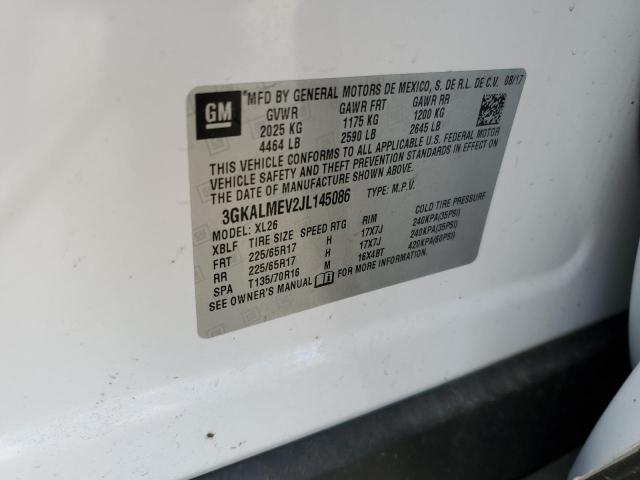 GM
*MFD BY GENERAL MOTORS DE MEXICO, S. DE R.L. DE C.V. 08/17
GVWR GAWR FRT GAWR RR
2025 KG 1175 KG 1200 KG
4464 LB 2590 LB 2645 LB
THIS VEHICLE CONFORMS TO ALL APPLICABLE U.S. FEDERAL MOTOR
VEHICLE SAFETY AND THEFT PREVENTION STANDARDS IN EFFECT ON
THE DATE OF MANUFACTURE SHOWN ABOVE.
3GKALMEV2JL145086 TYPE: M.P.V.
MODEL: XL26
XBLF TIRE SIZE SPEED RTG RIM COLD PRESSURE
FRT 225/65R17 H 17X7J 240KPA(35PSI)
RR 225/65R17 H 17X7J 240KPA(35PSI)
SPA T135/70R16 M 16X4BT 420KPA(60PSI)
SEE OWNER'S MANUAL FOR MORE INFORMATION.